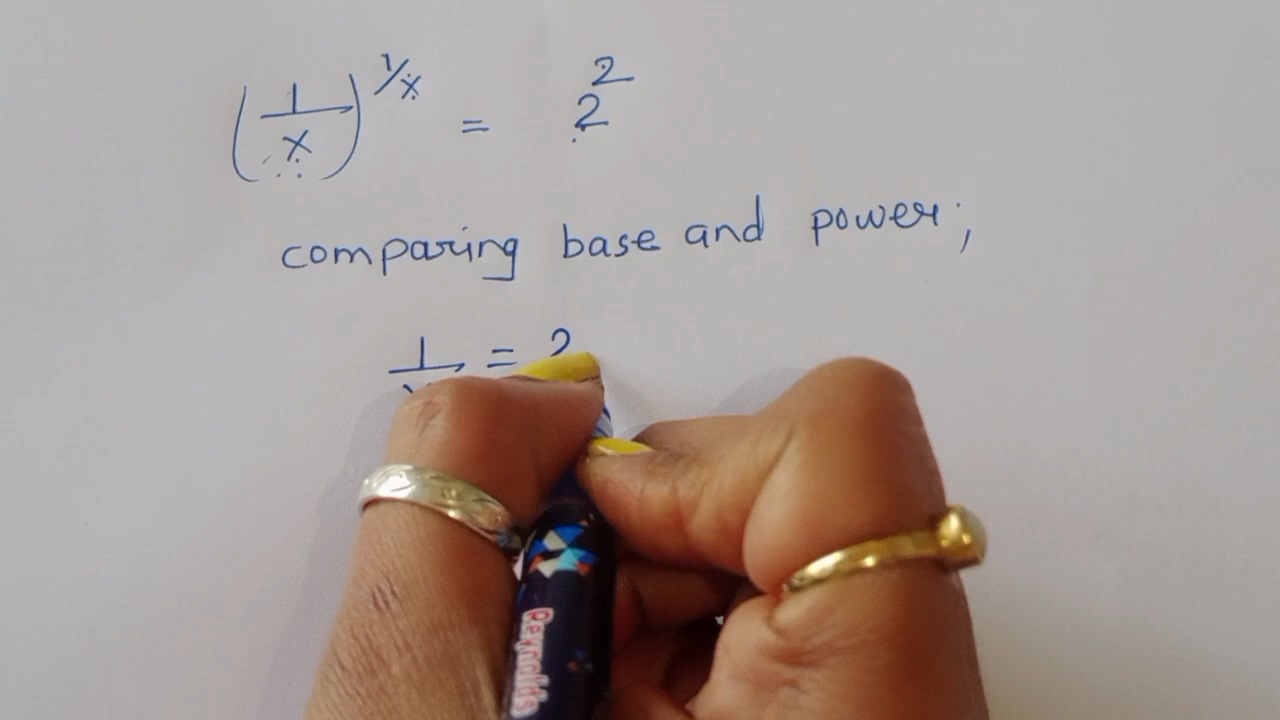 (1/x)^1/x = 2^2
comparing base and power;
1/x = 2
Reynolds